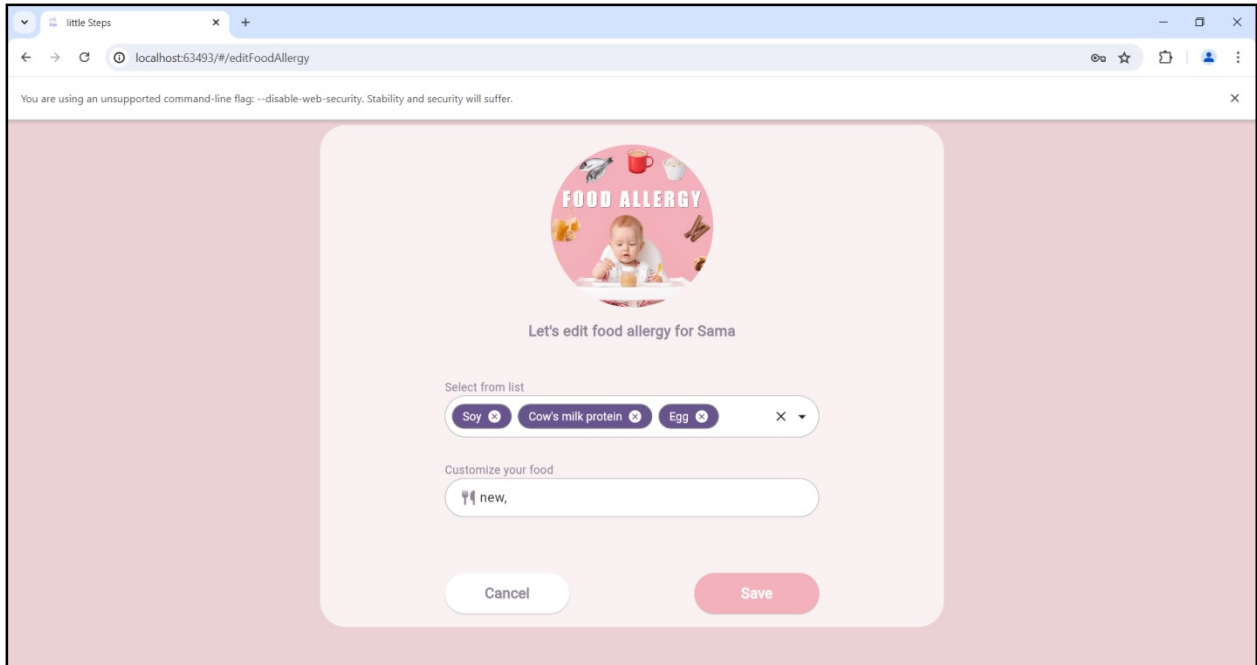 little Steps
localhost:63493/#/editFoodAllergy
You are using an unsupported command-line flag: --disable-web-security. Stability and security will suffer.
FOOD ALLERGY
Let's edit food allergy for Sama
Select from list
Soy Cow's milk protein Egg
Customize your food
new,
Cancel Save